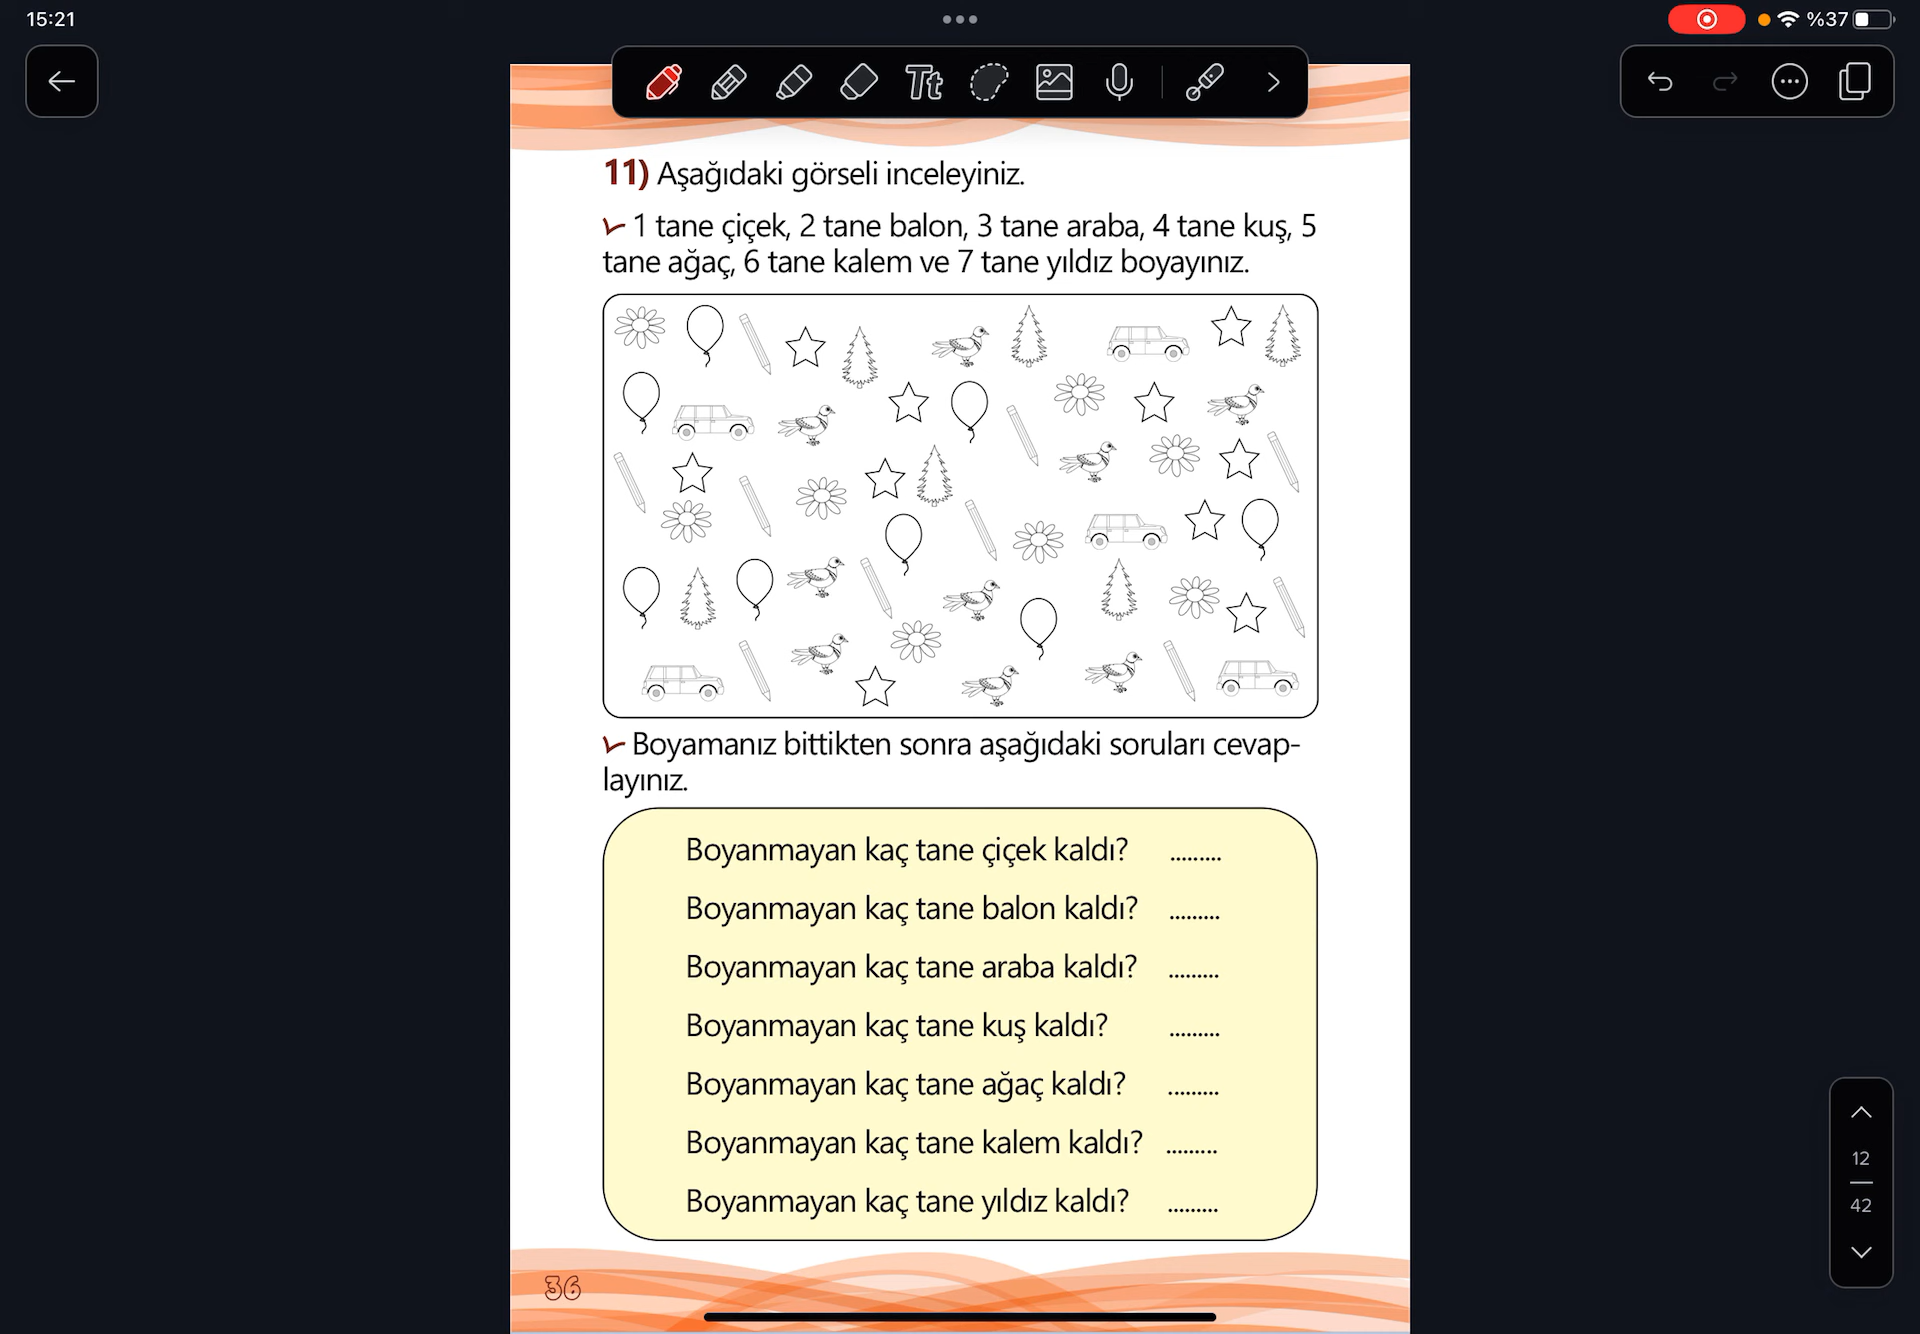 15:21
%37
Tt
11) Aşağıdaki görseli inceleyiniz.
1 tane çiçek, 2 tane balon, 3 tane araba, 4 tane kuş, 5
tane ağaç, 6 tane kalem ve 7 tane yıldız boyayınız.
Boyamanız bittikten sonra aşağıdaki soruları cevap-
layınız.
Boyanmayan kaç tane çiçek kaldı? .........
Boyanmayan kaç tane balon kaldı? .........
Boyanmayan kaç tane araba kaldı? .........
Boyanmayan kaç tane kuş kaldı? .........
Boyanmayan kaç tane ağaç kaldı? .........
Boyanmayan kaç tane kalem kaldı? .........
Boyanmayan kaç tane yıldız kaldı? .........
12
42
36